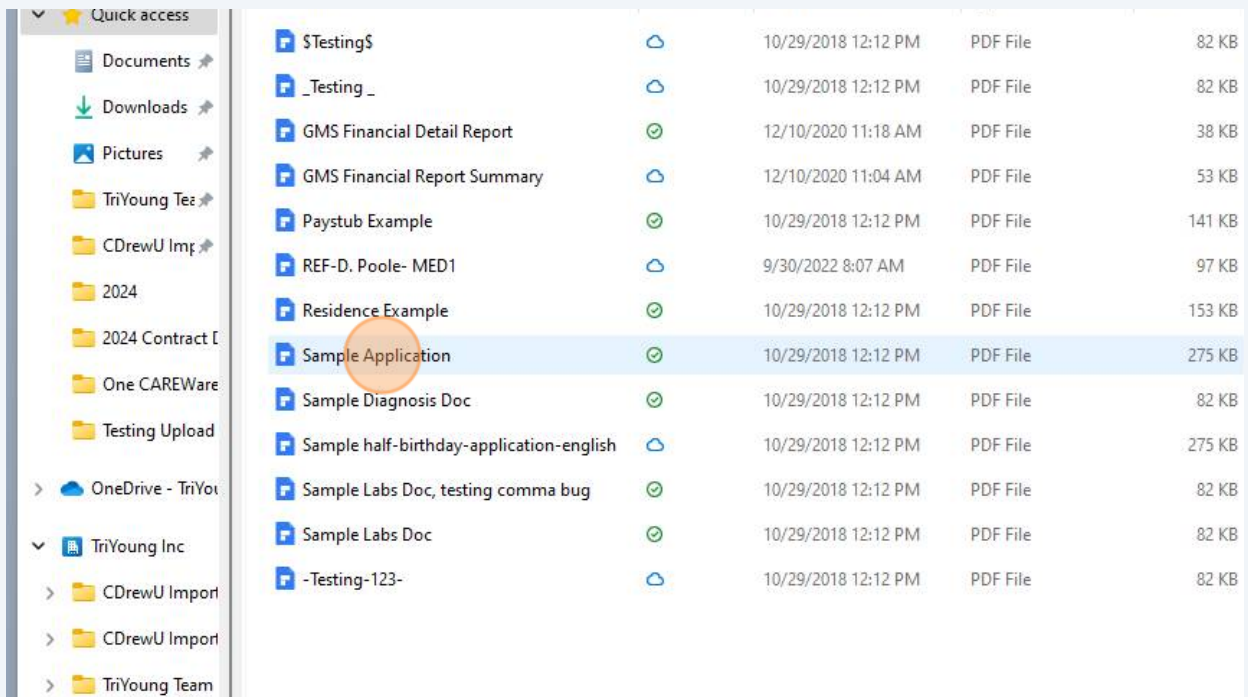 Quick access
Documents
Downloads
Pictures
TriYoung Tea
CDrewU Imp
2024
2024 Contract D
One CAREWare
Testing Upload
OneDrive - TriYou
TriYoung Inc
CDrewU Import
CDrewU Import
TriYoung Team
$Testing$ 10/29/2018 12:12 PM PDF File 82 KB
_Testing _ 10/29/2018 12:12 PM PDF File 82 KB
GMS Financial Detail Report 12/10/2020 11:18 AM PDF File 38 KB
GMS Financial Report Summary 12/10/2020 11:04 AM PDF File 53 KB
Paystub Example 10/29/2018 12:12 PM PDF File 141 KB
REF-D. Poole- MED1 9/30/2022 8:07 AM PDF File 97 KB
Residence Example 10/29/2018 12:12 PM PDF File 153 KB
Sample Application 10/29/2018 12:12 PM PDF File 275 KB
Sample Diagnosis Doc 10/29/2018 12:12 PM PDF File 82 KB
Sample half-birthday-application-english 10/29/2018 12:12 PM PDF File 275 KB
Sample Labs Doc, testing comma bug 10/29/2018 12:12 PM PDF File 82 KB
Sample Labs Doc 10/29/2018 12:12 PM PDF File 82 KB
-Testing-123- 10/29/2018 12:12 PM PDF File 82 KB